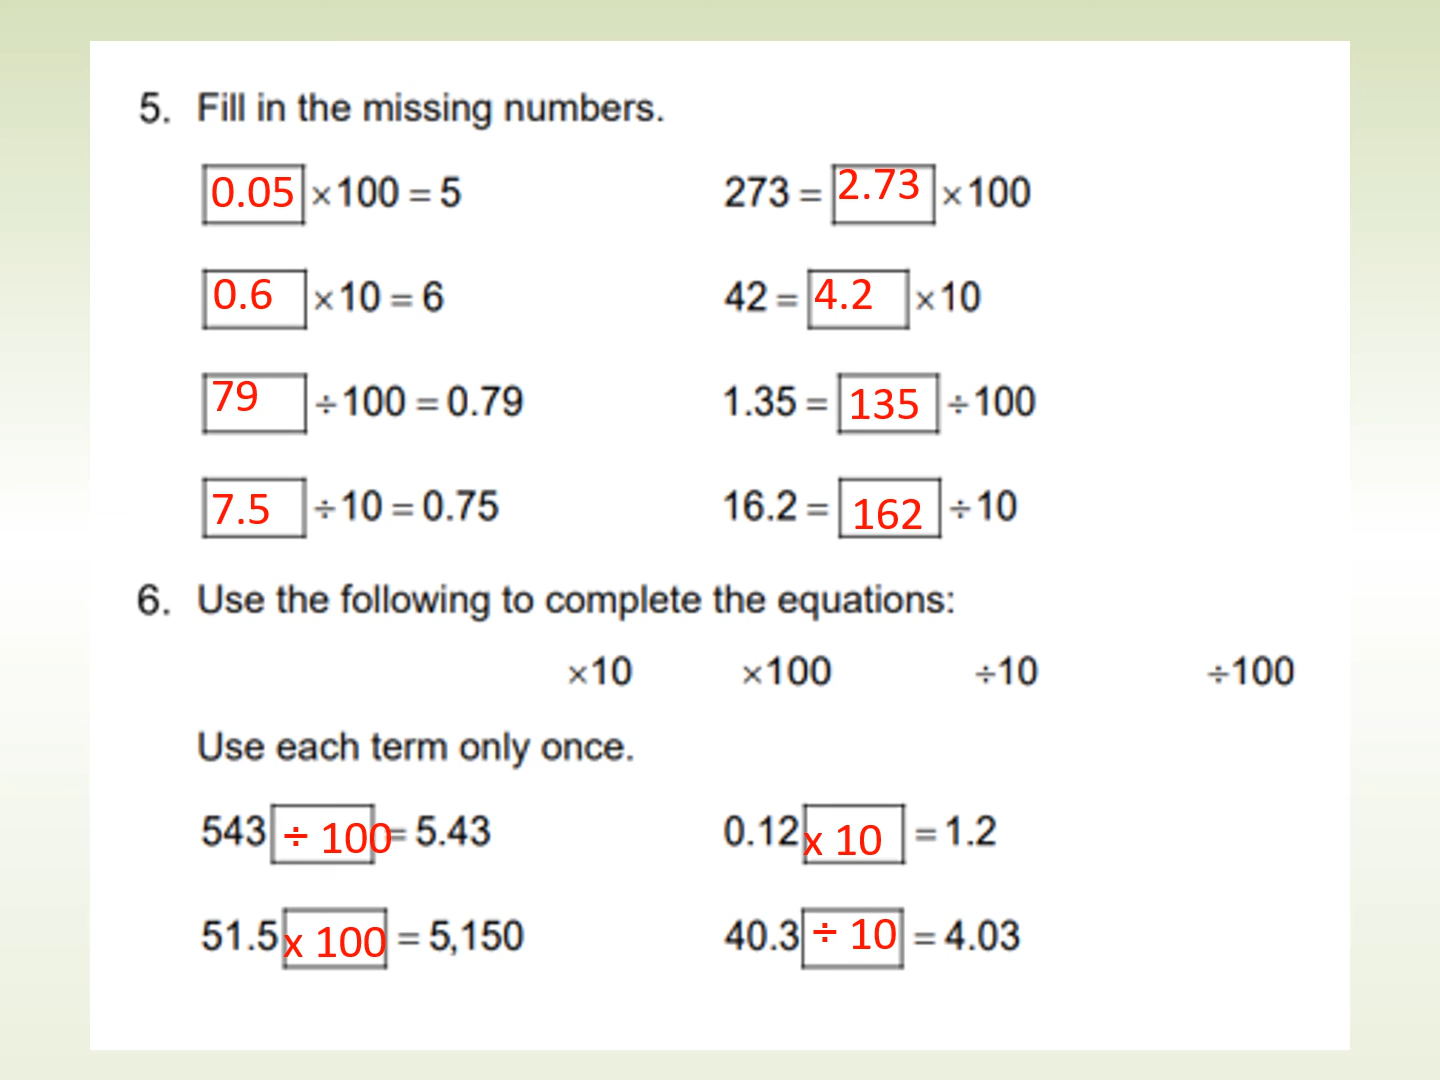 5. Fill in the missing numbers.
0.05 ×100 = 5
273 = 2.73 ×100
0.6 ×10 = 6
42 = 4.2 ×10
79 ÷100 = 0.79
1.35 = 135 ÷100
7.5 ÷10 = 0.75
16.2 = 162 ÷10
6. Use the following to complete the equations:
×10 ×100 ÷10 ÷100
Use each term only once.
543 ÷ 100 = 5.43
0.12 x 10 = 1.2
51.5 x 100 = 5,150
40.3 ÷ 10 = 4.03